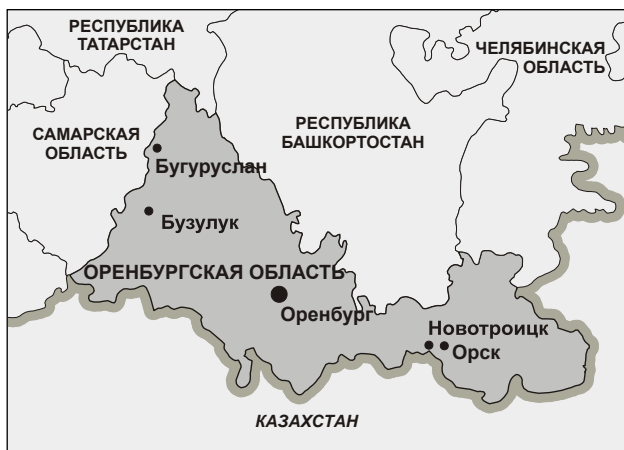 РЕСПУБЛИКА
ТАТАРСТАН
ЧЕЛЯБИНСКАЯ
ОБЛАСТЬ
САМАРСКАЯ
ОБЛАСТЬ
РЕСПУБЛИКА
БАШКОРТОСТАН
Бугуруслан
Бузулук
ОРЕНБУРГСКАЯ ОБЛАСТЬ
Оренбург
Новотроицк
Орск
КАЗАХСТАН